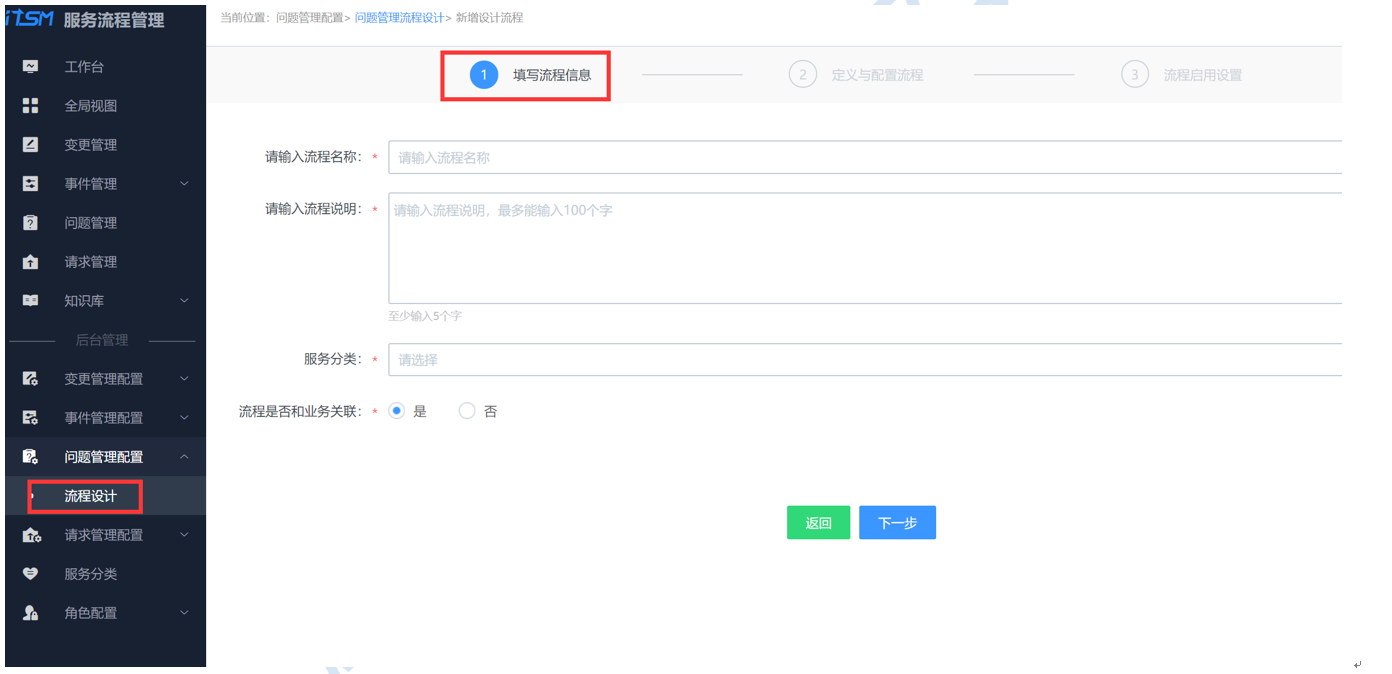 iTSM 服务流程管理
当前位置：问题管理配置> 问题管理流程设计> 新增设计流程
工作台
全局视图
变更管理
事件管理
问题管理
请求管理
知识库
后台管理
变更管理配置
事件管理配置
问题管理配置
流程设计
请求管理配置
服务分类
角色配置
1 填写流程信息
2 定义与配置流程
3 流程启用设置
请输入流程名称： * 请输入流程名称
请输入流程说明： * 请输入流程说明，最多能输入100个字
至少输入5个字
服务分类： * 请选择
流程是否和业务关联： * 是 否
返回 下一步